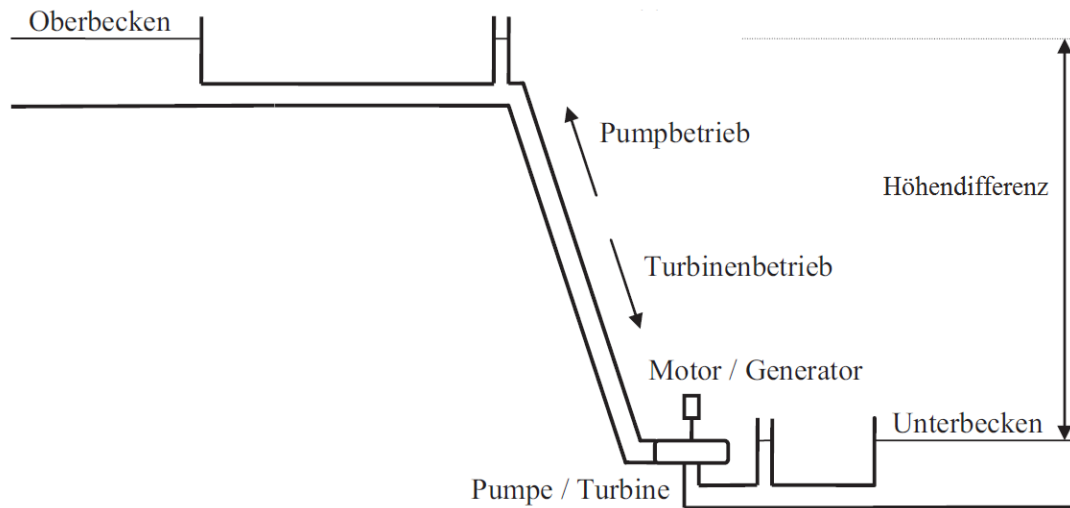 Oberbecken
Pumpbetrieb
Höhendifferenz
Turbinenbetrieb
Motor / Generator
Unterbecken
Pumpe / Turbine